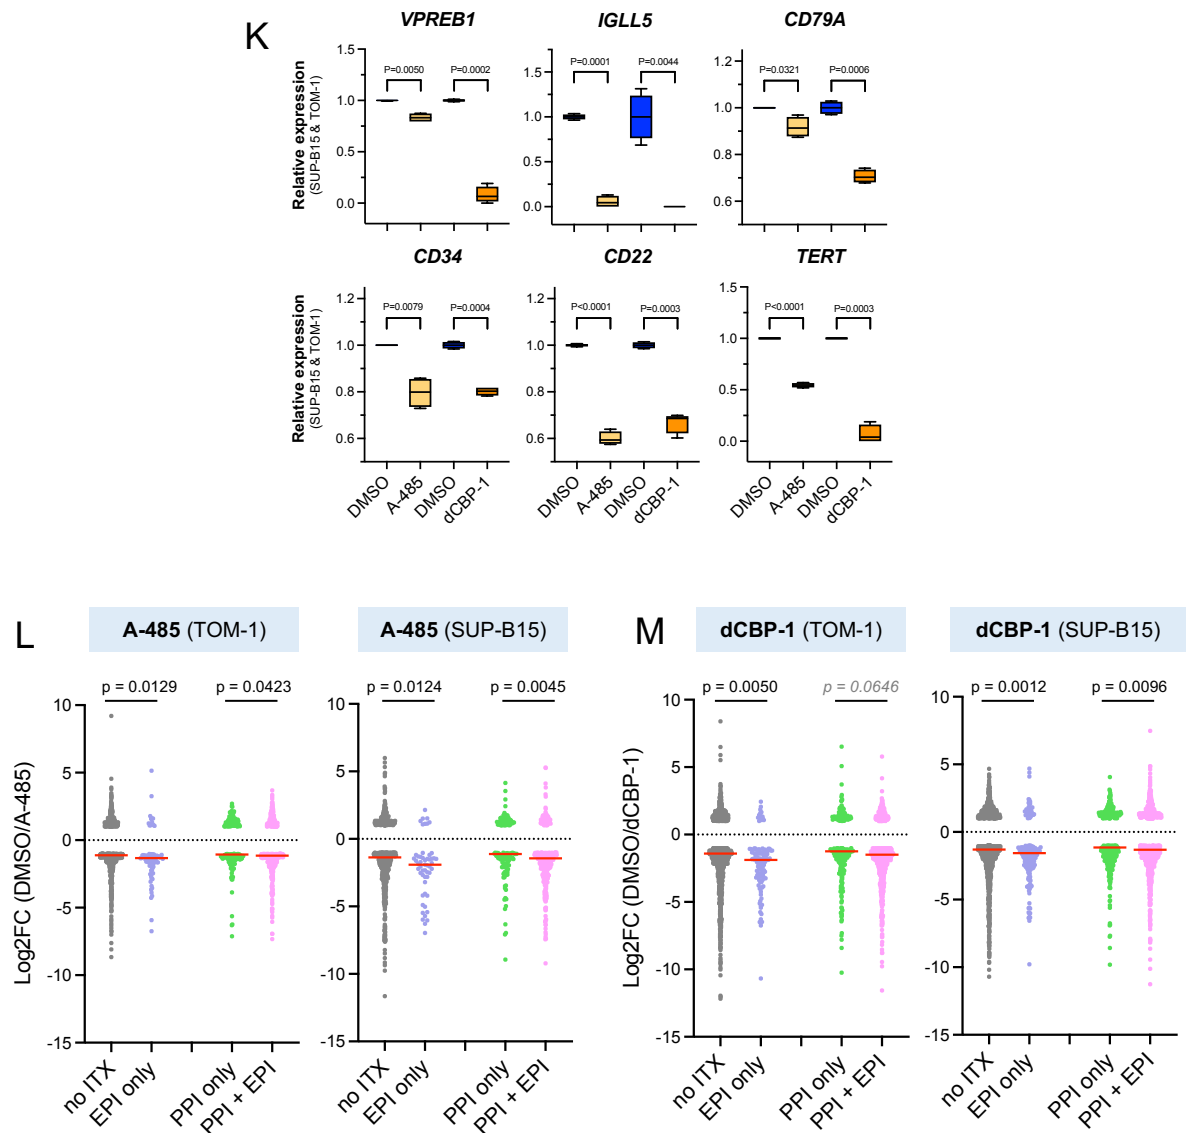 K
VPREB1
IGLL5
CD79A
Relative expression
(SUP-B15 & TOM-1)
1.5
1.0
0.5
0.0
P=0.0050
P=0.0002
1.5
1.0
0.5
0.0
P=0.0001
P=0.0044
1.2
1.0
0.8
0.6
P=0.0321
P=0.0006
CD34
CD22
TERT
Relative expression
(SUP-B15 & TOM-1)
1.2
1.0
0.8
0.6
P=0.0079
P=0.0004
1.2
1.0
0.8
0.6
P<0.0001
P=0.0003
1.5
1.0
0.5
0.0
P<0.0001
P=0.0003
DMSO
A-485
DMSO
dCBP-1
DMSO
A-485
DMSO
dCBP-1
DMSO
A-485
DMSO
dCBP-1
L
A-485 (TOM-1)
A-485 (SUP-B15)
Log2FC (DMSO/A-485)
p = 0.0129
p = 0.0423
10
5
0
-5
-10
-15
no ITX
EPI only
PPI only
PPI + EPI
p = 0.0124
p = 0.0045
10
5
0
-5
-10
-15
no ITX
EPI only
PPI only
PPI + EPI
M
dCBP-1 (TOM-1)
dCBP-1 (SUP-B15)
Log2FC (DMSO/dCBP-1)
p = 0.0050
p = 0.0646
10
5
0
-5
-10
-15
no ITX
EPI only
PPI only
PPI + EPI
p = 0.0012
p = 0.0096
10
5
0
-5
-10
-15
no ITX
EPI only
PPI only
PPI + EPI